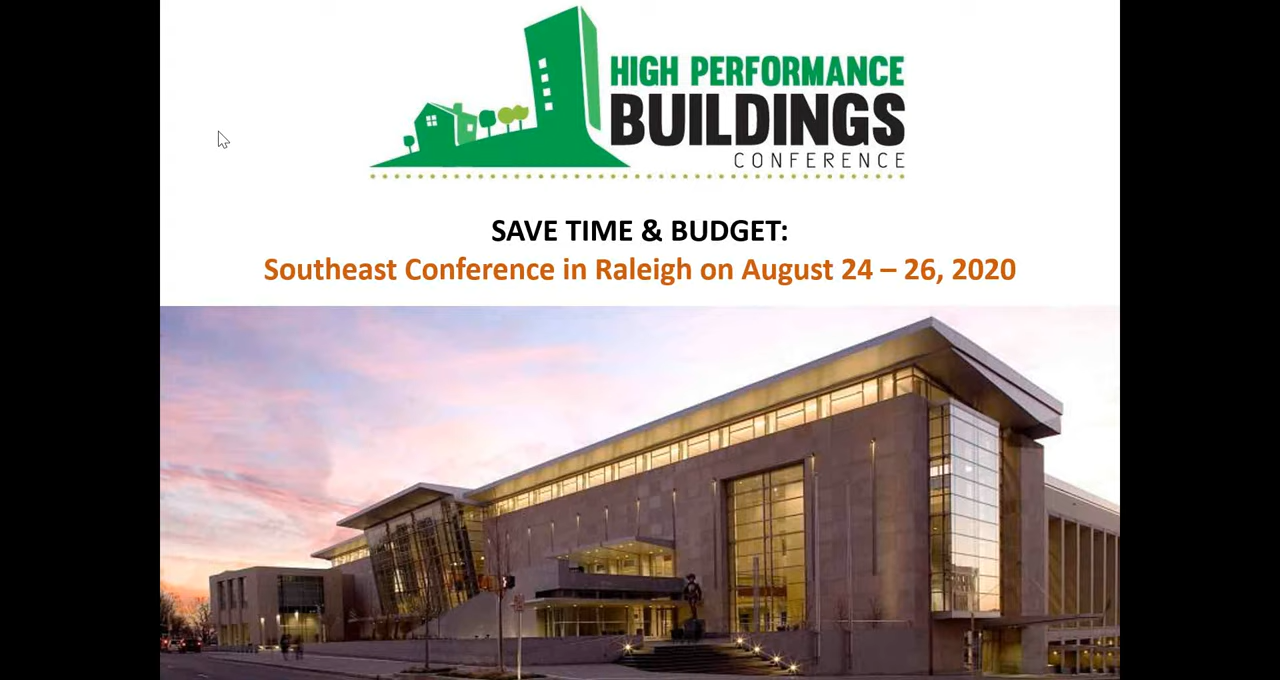 HIGH PERFORMANCE
BUILDINGS
CONFERENCE
SAVE TIME & BUDGET:
Southeast Conference in Raleigh on August 24 – 26, 2020